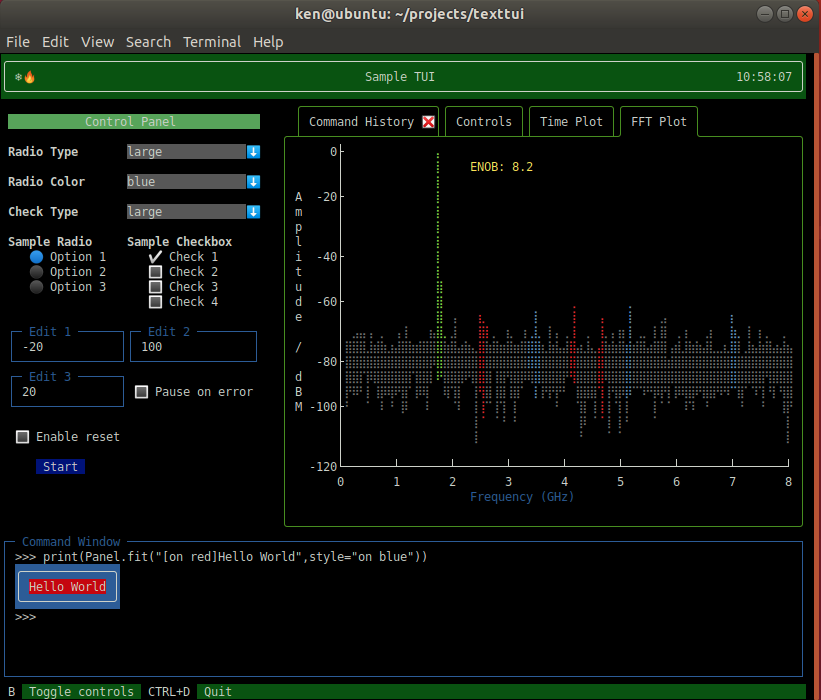 ken@ubuntu: ~/projects/texttui
File Edit View Search Terminal Help
Sample TUI 10:58:07
Control Panel
Radio Type large
Radio Color blue
Check Type large
Sample Radio Sample Checkbox
Option 1 Check 1
Option 2 Check 2
Option 3 Check 3
Check 4
Edit 1 Edit 2
-20 100
Edit 3
20 Pause on error
Enable reset
Start
Command History Controls Time Plot FFT Plot
ENOB: 8.2
Amplitude / dBM
0
-20
-40
-60
-80
-100
-120
0 1 2 3 4 5 6 7 8
Frequency (GHz)
Command Window
>>> print(Panel.fit("[on red]Hello World",style="on blue"))
Hello World
>>>
B Toggle controls CTRL+D Quit